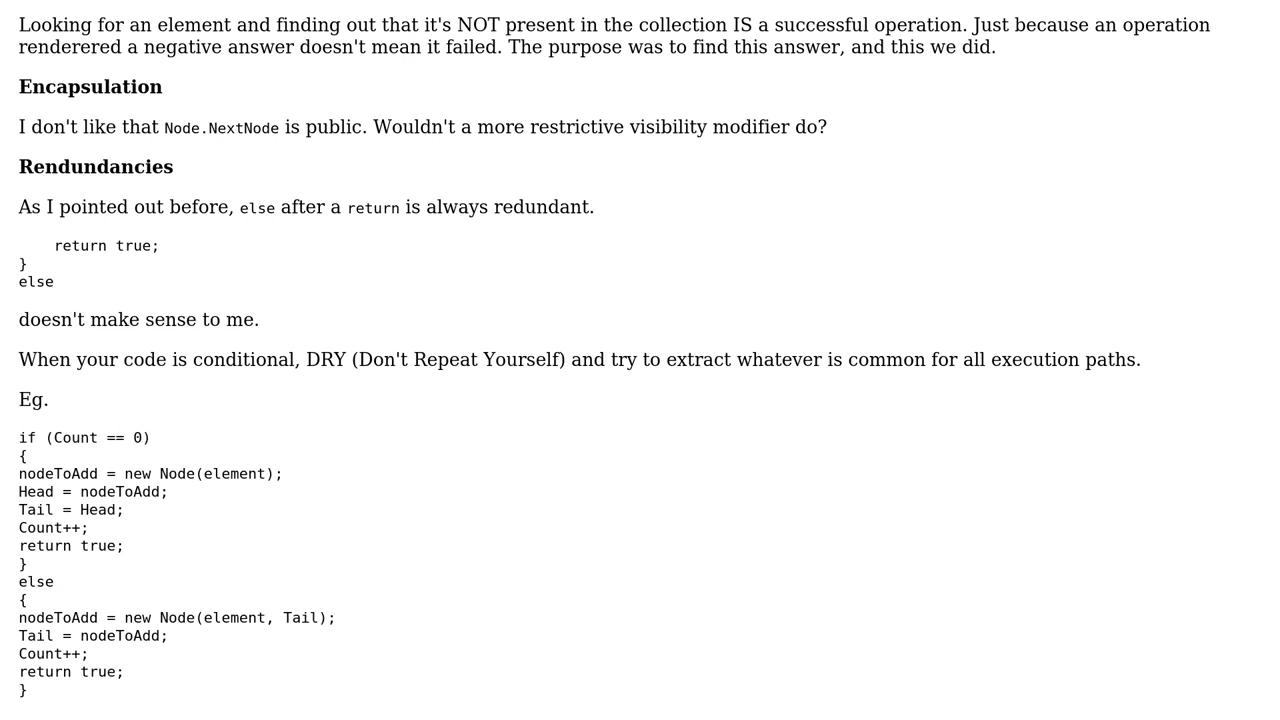 Looking for an element and finding out that it's NOT present in the collection IS a successful operation. Just because an operation
renderered a negative answer doesn't mean it failed. The purpose was to find this answer, and this we did.
Encapsulation
I don't like that Node.NextNode is public. Wouldn't a more restrictive visibility modifier do?
Rendundancies
As I pointed out before, else after a return is always redundant.
    return true;
}
else
doesn't make sense to me.
When your code is conditional, DRY (Don't Repeat Yourself) and try to extract whatever is common for all execution paths.
Eg.
if (Count == 0)
{
nodeToAdd = new Node(element);
Head = nodeToAdd;
Tail = Head;
Count++;
return true;
}
else
{
nodeToAdd = new Node(element, Tail);
Tail = nodeToAdd;
Count++;
return true;
}